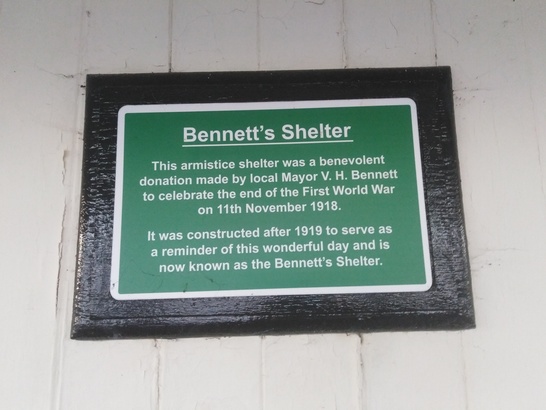 Bennett's Shelter
This armistice shelter was a benevolent
donation made by local Mayor V. H. Bennett
to celebrate the end of the First World War
on 11th November 1918.
It was constructed after 1919 to serve as
a reminder of this wonderful day and is
now known as the Bennett's Shelter.